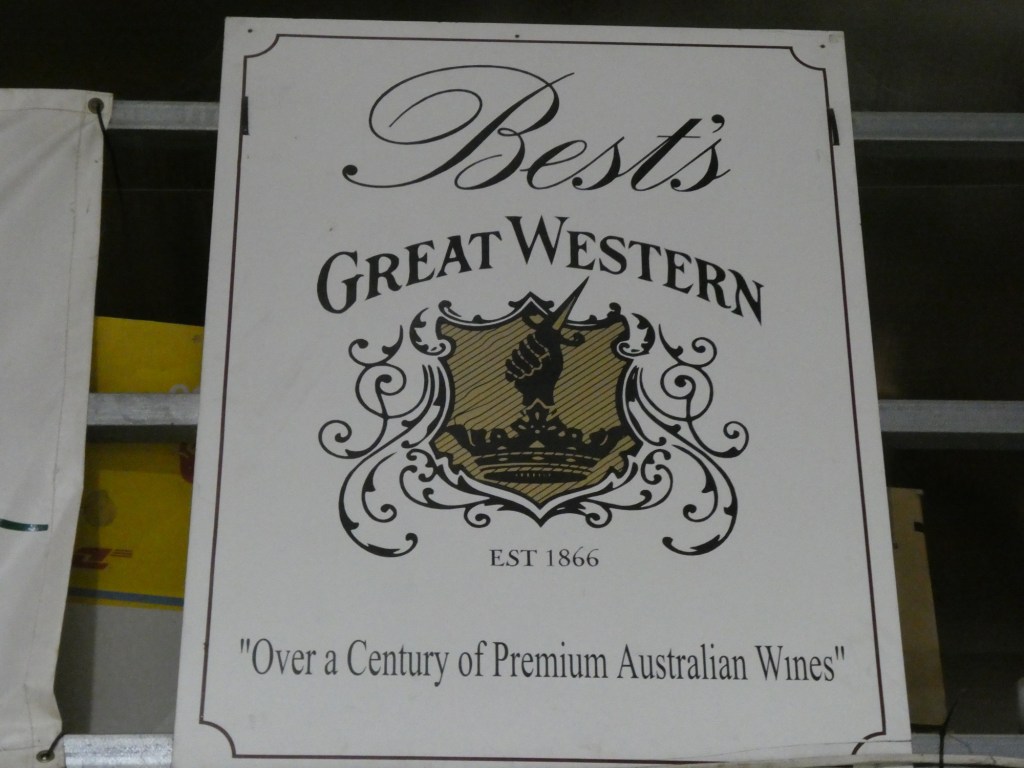 Best's
GREAT WESTERN
EST 1866
"Over a Century of Premium Australian Wines"